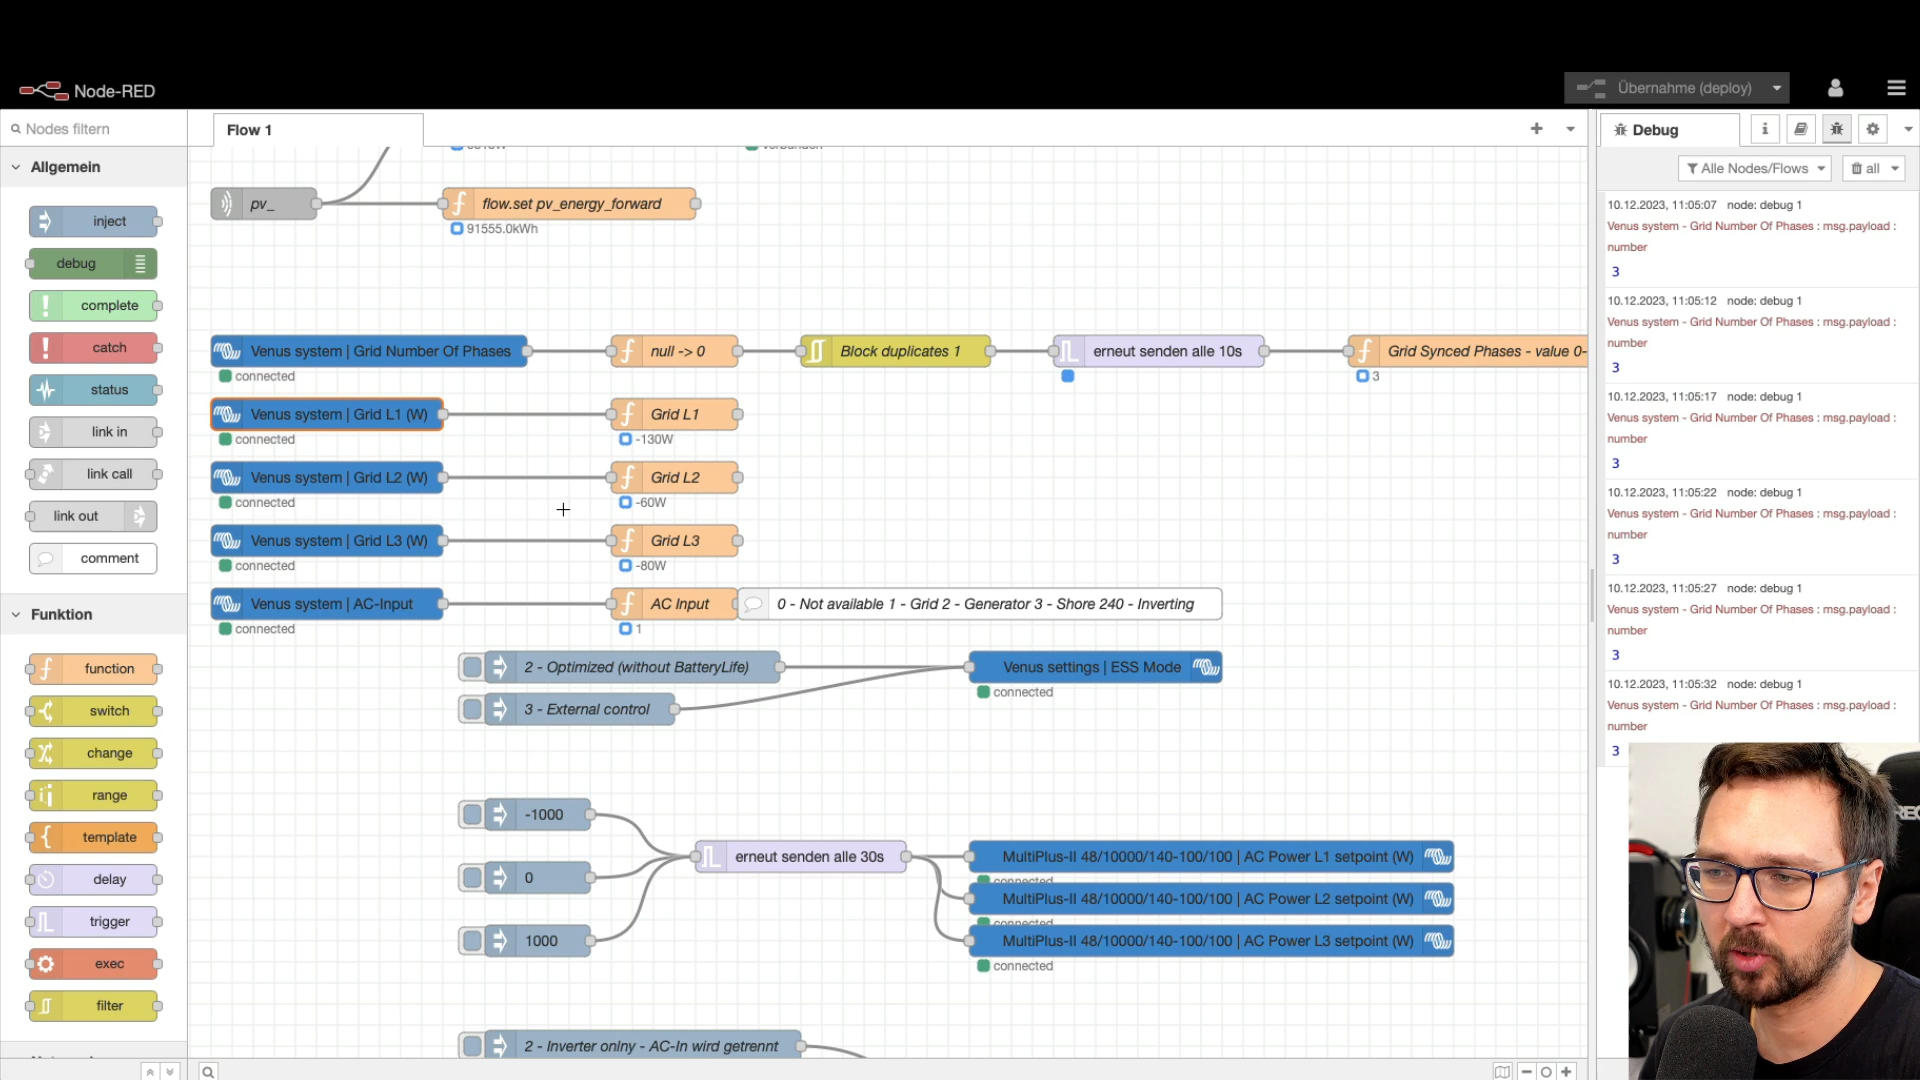 Node-RED
Übernahme (deploy)
Nodes filtern
Flow 1
Debug
Allgemein
Alle Nodes/Flows
all
inject
debug
complete
catch
status
link in
link call
link out
comment
Funktion
function
switch
change
range
template
delay
trigger
exec
filter
pv_
flow.set pv_energy_forward
91555.0kWh
Venus system | Grid Number Of Phases
connected
null -> 0
Block duplicates 1
erneut senden alle 10s
Grid Synced Phases - value 0-
3
Venus system | Grid L1 (W)
connected
Grid L1
-130W
Venus system | Grid L2 (W)
connected
Grid L2
-60W
Venus system | Grid L3 (W)
connected
Grid L3
-80W
Venus system | AC-Input
connected
AC Input
1
0 - Not available 1 - Grid 2 - Generator 3 - Shore 240 - Inverting
2 - Optimized (without BatteryLife)
3 - External control
Venus settings | ESS Mode
connected
-1000
0
1000
erneut senden alle 30s
MultiPlus-II 48/10000/140-100/100 | AC Power L1 setpoint (W)
connected
MultiPlus-II 48/10000/140-100/100 | AC Power L2 setpoint (W)
connected
MultiPlus-II 48/10000/140-100/100 | AC Power L3 setpoint (W)
connected
2 - Inverter onlny - AC-In wird getrennt
10.12.2023, 11:05:07 node: debug 1
Venus system - Grid Number Of Phases : msg.payload :
number
3
10.12.2023, 11:05:12 node: debug 1
Venus system - Grid Number Of Phases : msg.payload :
number
3
10.12.2023, 11:05:17 node: debug 1
Venus system - Grid Number Of Phases : msg.payload :
number
3
10.12.2023, 11:05:22 node: debug 1
Venus system - Grid Number Of Phases : msg.payload :
number
3
10.12.2023, 11:05:27 node: debug 1
Venus system - Grid Number Of Phases : msg.payload :
number
3
10.12.2023, 11:05:32 node: debug 1
Venus system - Grid Number Of Phases : msg.payload :
number
3